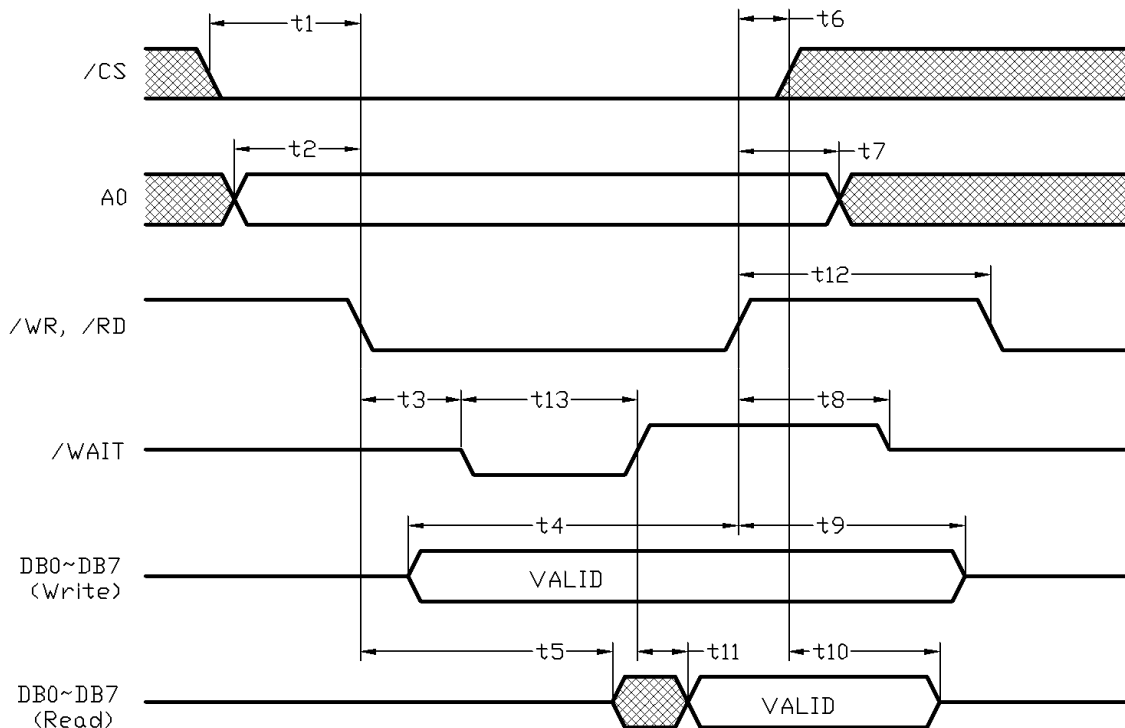 t1
t6
/CS
t2
t7
A0
t12
/WR, /RD
t3
t13
t8
/WAIT
t4
t9
DB0~DB7
(Write)
VALID
t5
t11
t10
DB0~DB7
(Read)
VALID